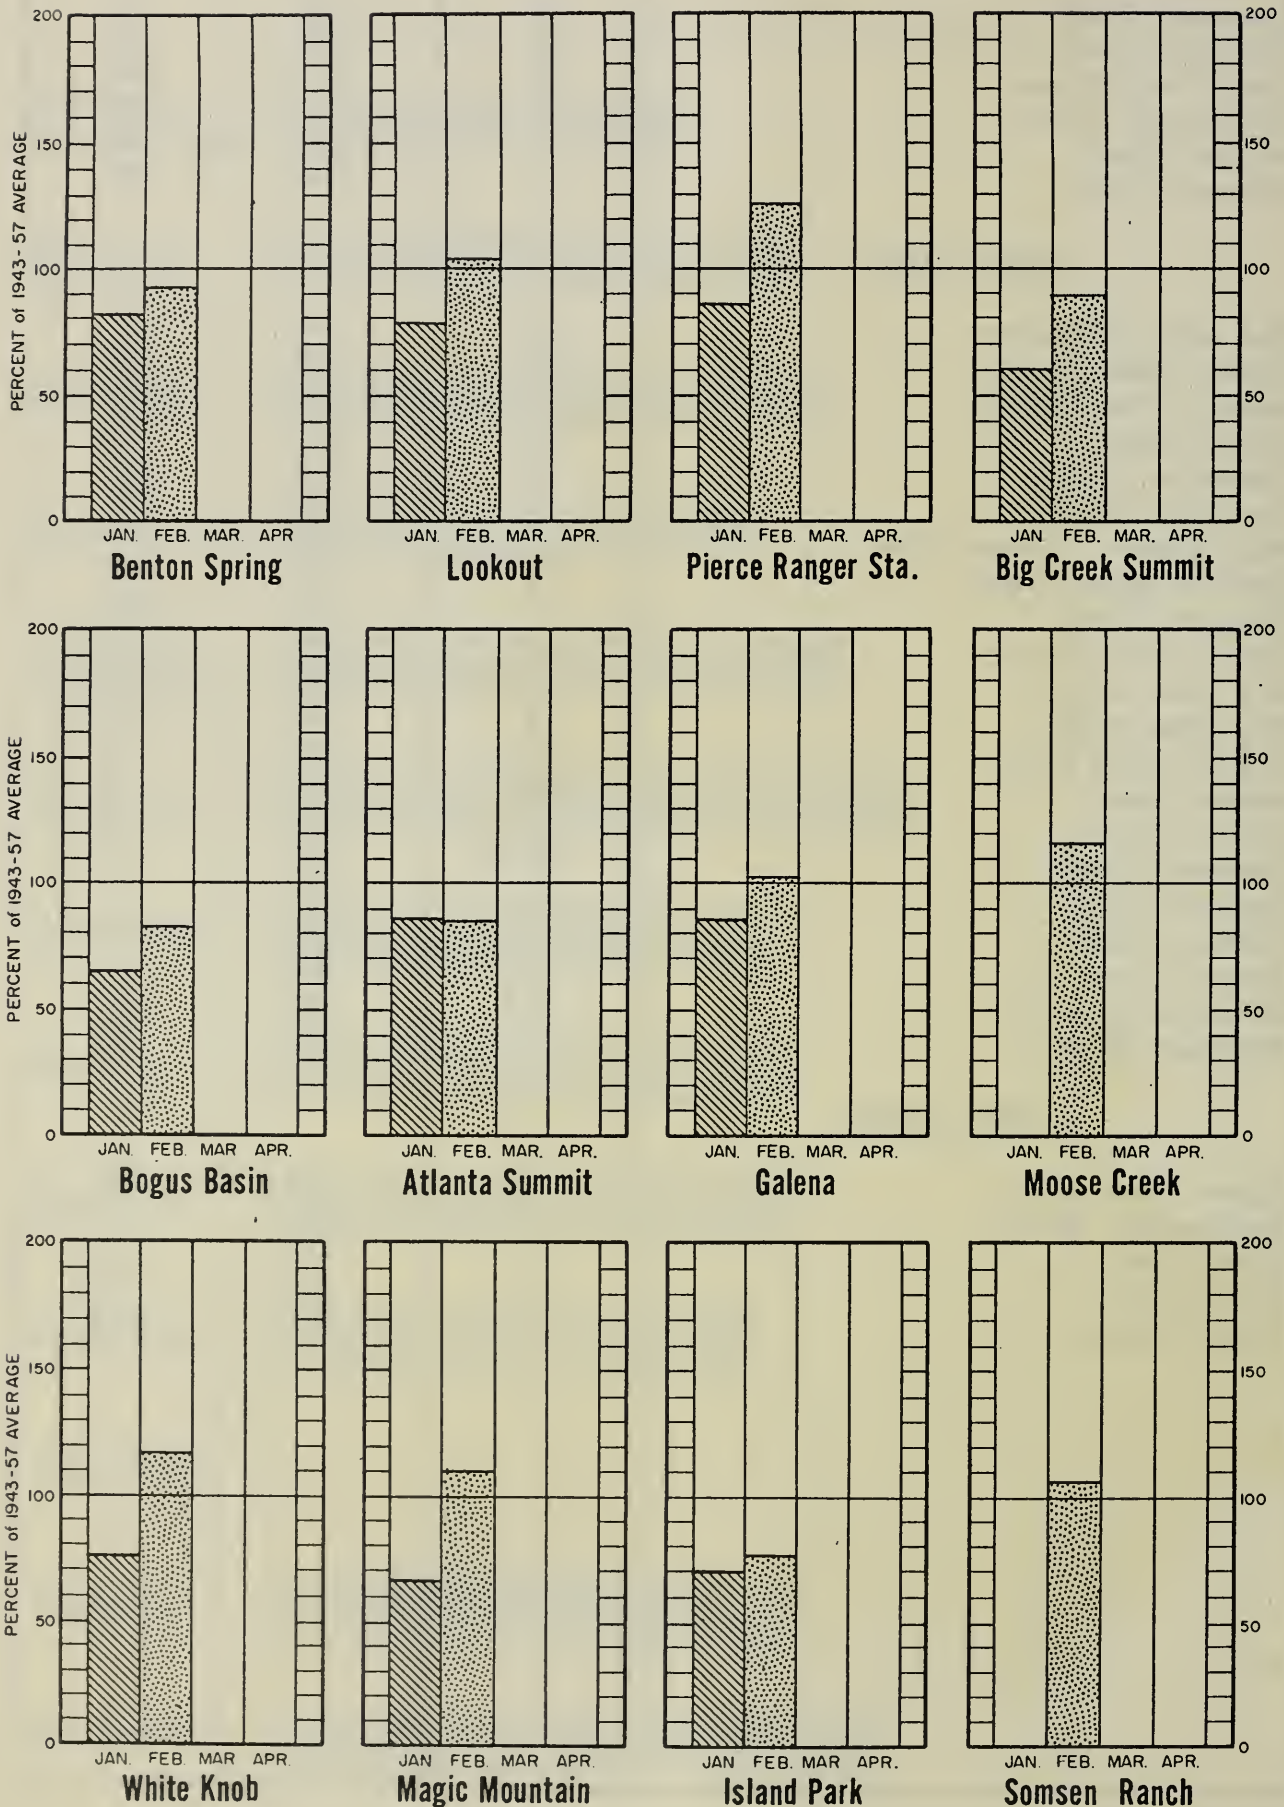 200
200
150
150
100
100
50
50
0
0
PERCENT of 1943-57 AVERAGE
JAN. FEB. MAR. APR
JAN. FEB. MAR. APR.
JAN. FEB. MAR. APR.
JAN. FEB. MAR. APR.
Benton Spring
Lookout
Pierce Ranger Sta.
Big Creek Summit
200
200
150
150
100
100
50
50
0
0
PERCENT of 1943-57 AVERAGE
JAN. FEB. MAR APR.
JAN. FEB. MAR. APR.
JAN. FEB. MAR. APR.
JAN. FEB. MAR APR.
Bogus Basin
Atlanta Summit
Galena
Moose Creek
200
200
150
150
100
100
50
50
0
0
PERCENT of 1943-57 AVERAGE
JAN. FEB. MAR APR.
JAN FEB. MAR APR.
JAN FEB. MAR APR.
JAN. FEB. MAR. APR.
White Knob
Magic Mountain
Island Park
Somsen Ranch